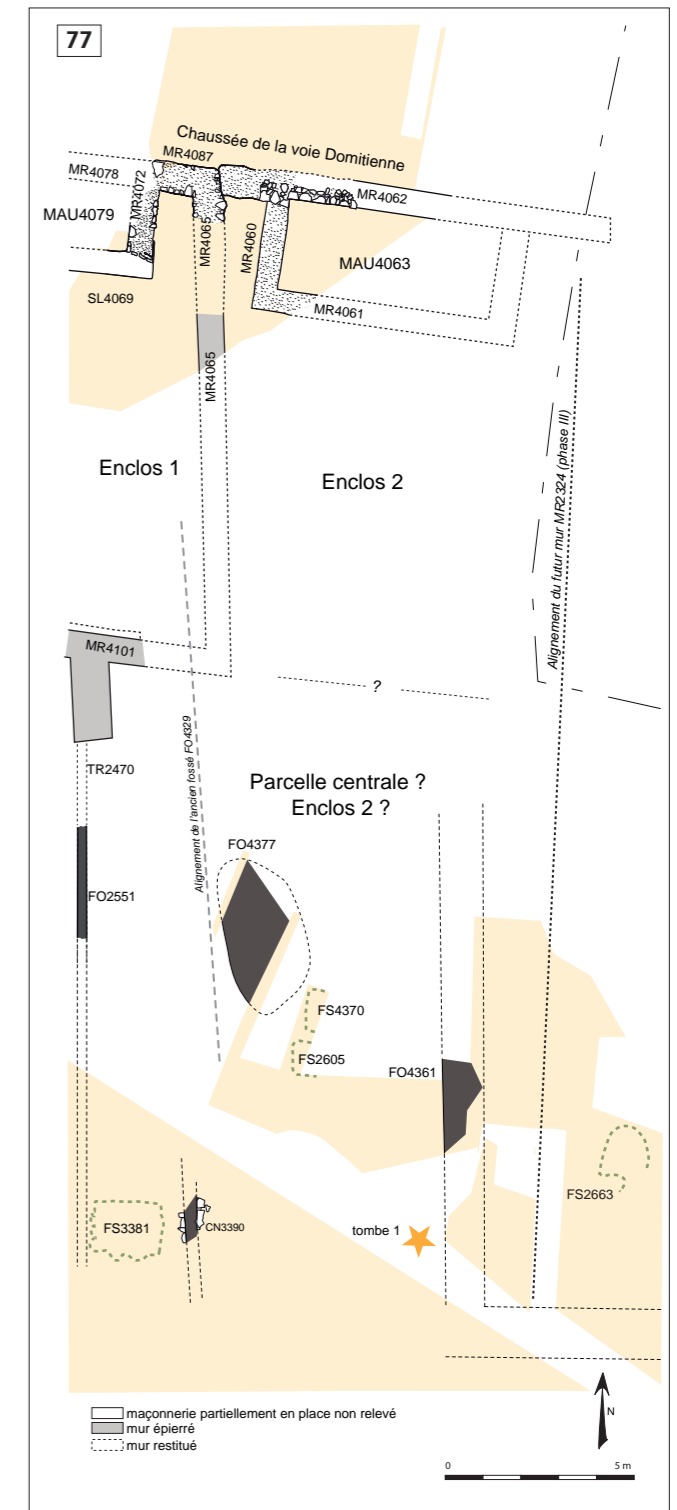 77
Chaussée de la voie Domitienne
MR4087
MR4078
MR4072
MR4062
MAU4079
MR4065
MR4060
MAU4063
SL4069
MR4061
MR4065
Enclos 1
Enclos 2
Alignement du futur mur MR2324 (phase III)
MR4101
?
TR2470
Alignement de l'ancien fossé FO4329
Parcelle centrale ?
Enclos 2 ?
FO4377
FO2551
FS4370
FS2605
FO4361
FS2663
FS3381
CN3390
tombe 1
maçonnerie partiellement en place non relevé
mur épierré
mur restitué
N
0
5 m